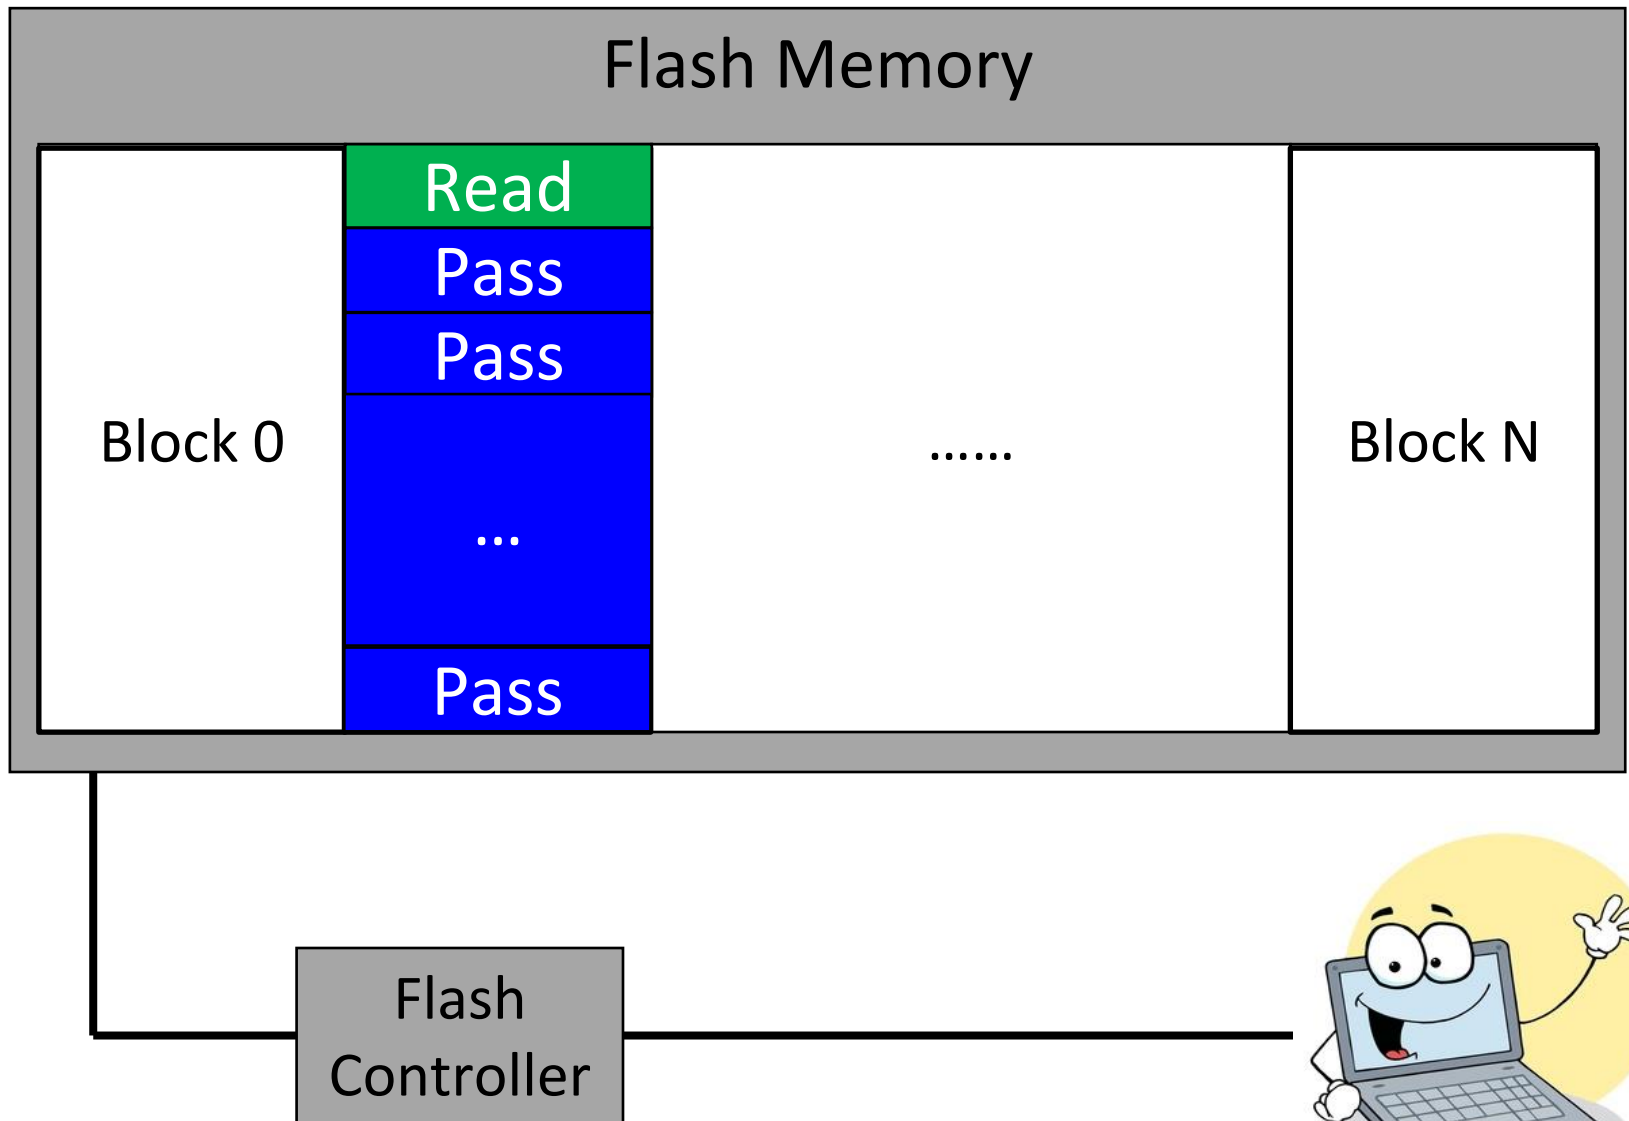 Flash Memory
Block 0
Read
Pass
Pass
...
Pass
......
Block N
Flash
Controller